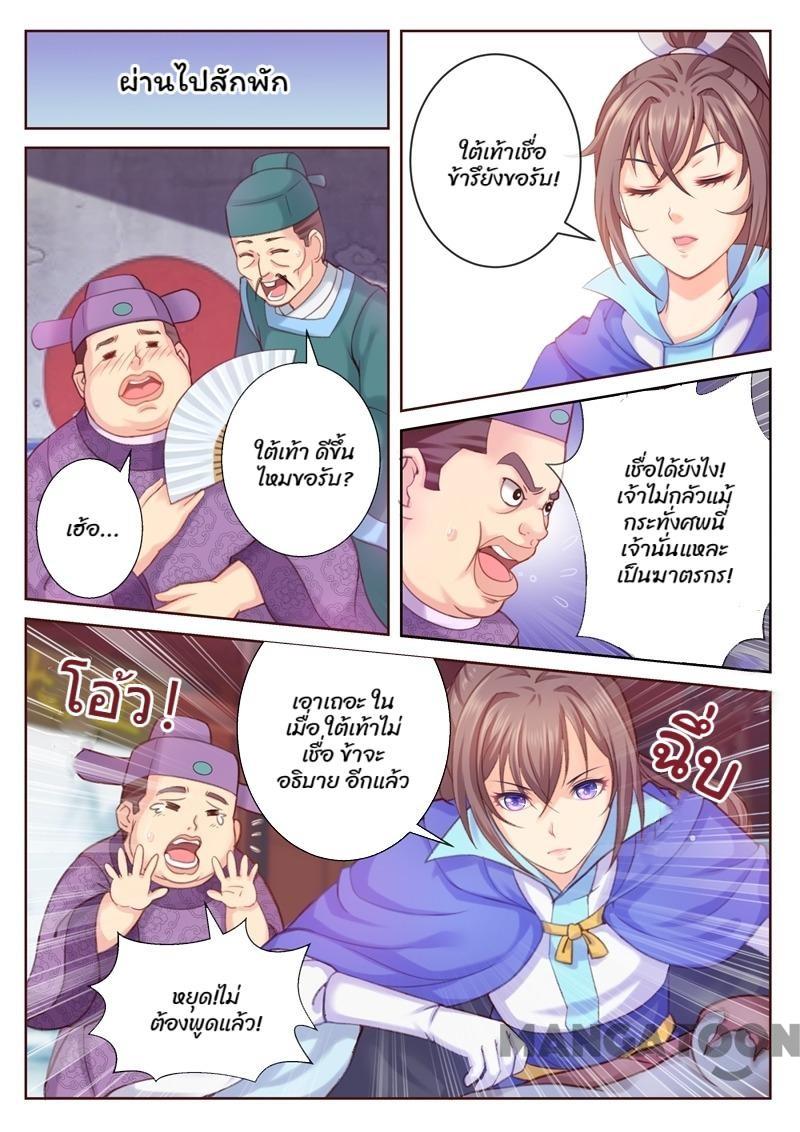 ผ่านไปสักพัก
ใต้เท้าเชื่อ
ข้ารึยังขอรับ!
ใต้เท้า ดีขึ้น
ไหมขอรับ?
เฮ้อ...
เชื่อได้ยังไง!
เจ้าไม่กลัวแม้
กระทั่งศพนี่
เจ้านั่นแหละ
เป็นฆาตรกร!
โอ้ว!
เอาเถอะ ใน
เมื่อ ใต้เท้าไม่
เชื่อ ข้าจะ
อธิบาย อีกแล้ว
ฉึ่บ
หยุด!ไม่
ต้องพูดแล้ว!
MANGATOON